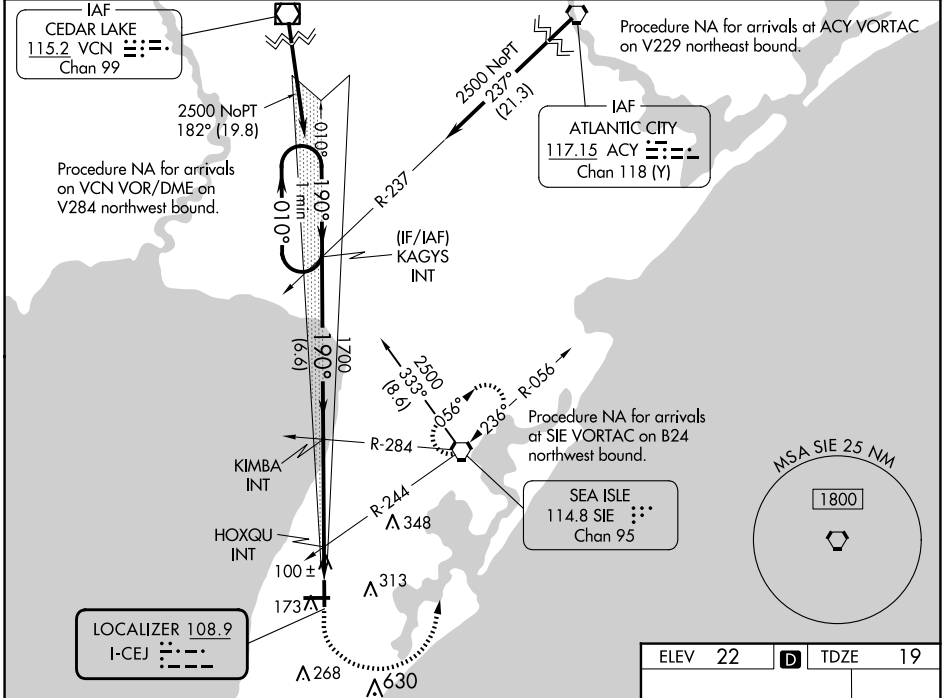 IAF
CEDAR LAKE
115.2 VCN
Chan 99
Procedure NA for arrivals at ACY VORTAC
on V229 northeast bound.
2500 NoPT
237°
(21.3)
2500 NoPT
182° (19.8)
IAF
ATLANTIC CITY
117.15 ACY
Chan 118 (Y)
Procedure NA for arrivals
on VCN VOR/DME on
V284 northwest bound.
010°
190°
1 min
010°
R-237
(IF/IAF)
KAGYS
INT
1700
190°
(6.6)
2500
333°
(8.6)
056°
236°
R-056
Procedure NA for arrivals
at SIE VORTAC on B24
northwest bound.
R-284
KIMBA
INT
R-244
SEA ISLE
114.8 SIE
Chan 95
MSA SIE 25 NM
1800
HOXQU
INT
348
100 ±
313
173
LOCALIZER 108.9
I-CEJ
268
630
ELEV 22 D TDZE 19